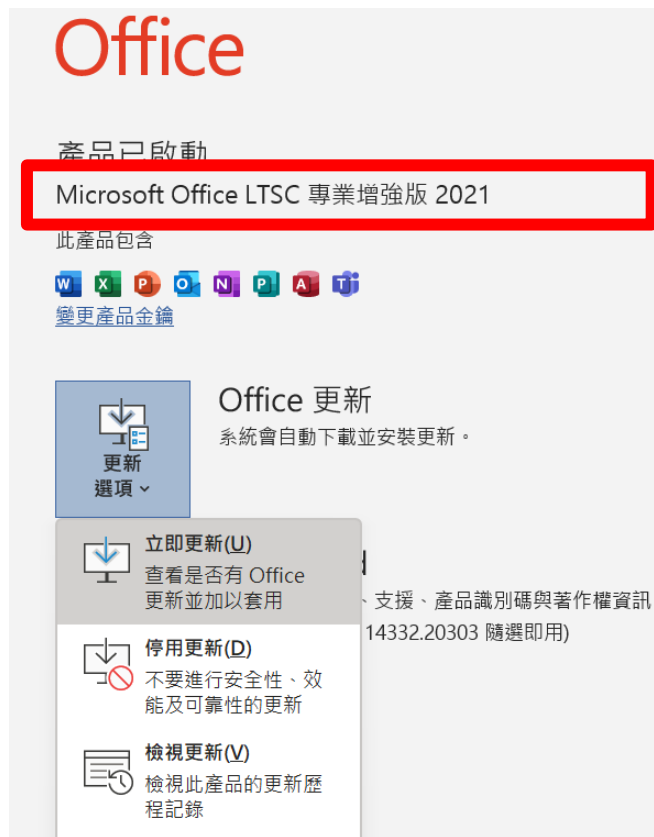 Office
產品已啟動
Microsoft Office LTSC 專業增強版 2021
此產品包含
變更產品金鑰
Office 更新
系統會自動下載並安裝更新。
更新
選項
立即更新(U)
查看是否有 Office
更新並加以套用
、支援、產品識別碼與著作權資訊
14332.20303 隨選即用)
停用更新(D)
不要進行安全性、效
能及可靠性的更新
檢視更新(V)
檢視此產品的更新歷
程記錄